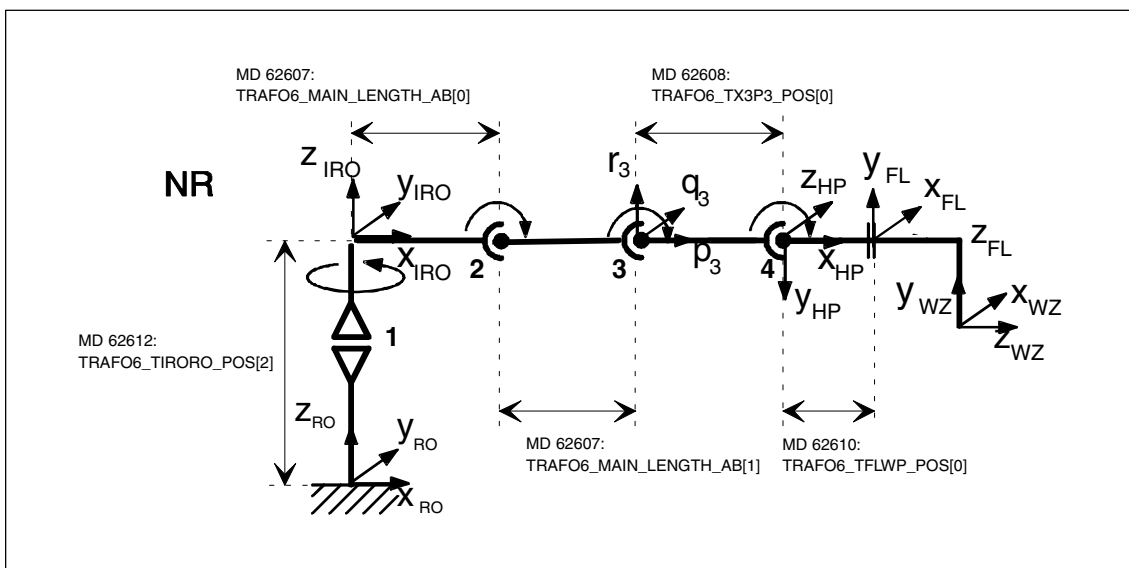 MD 62607:
TRAFO6_MAIN_LENGTH_AB[0]
MD 62608:
TRAFO6_TX3P3_POS[0]
NR
z IRO
y IRO
x IRO
r3
q3
p3
z HP
x HP
y HP
y FL
x FL
z FL
2
3
4
1
y WZ
x WZ
z WZ
MD 62612:
TRAFO6_TIRORO_POS[2]
z RO
y RO
x RO
MD 62607:
TRAFO6_MAIN_LENGTH_AB[1]
MD 62610:
TRAFO6_TFLWP_POS[0]